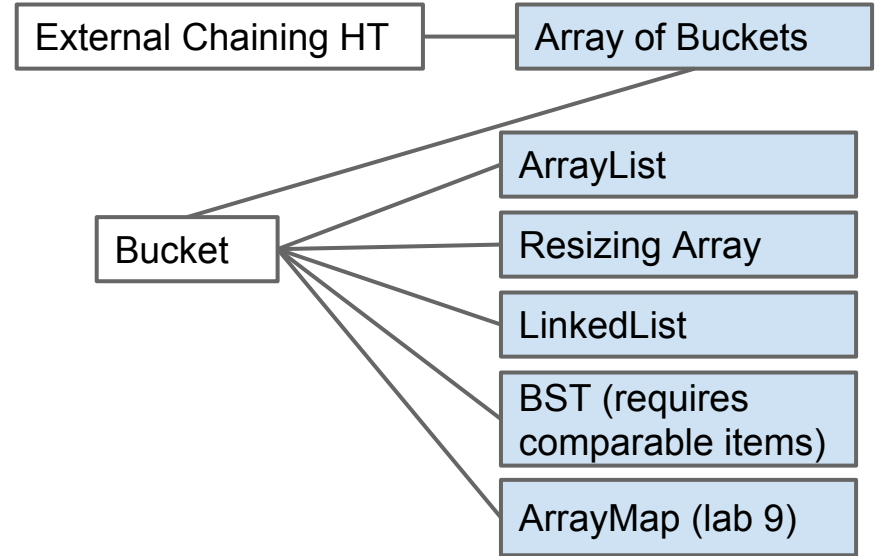 External Chaining HT
Array of Buckets
ArrayList
Bucket
Resizing Array
LinkedList
BST (requires
comparable items)
ArrayMap (lab 9)